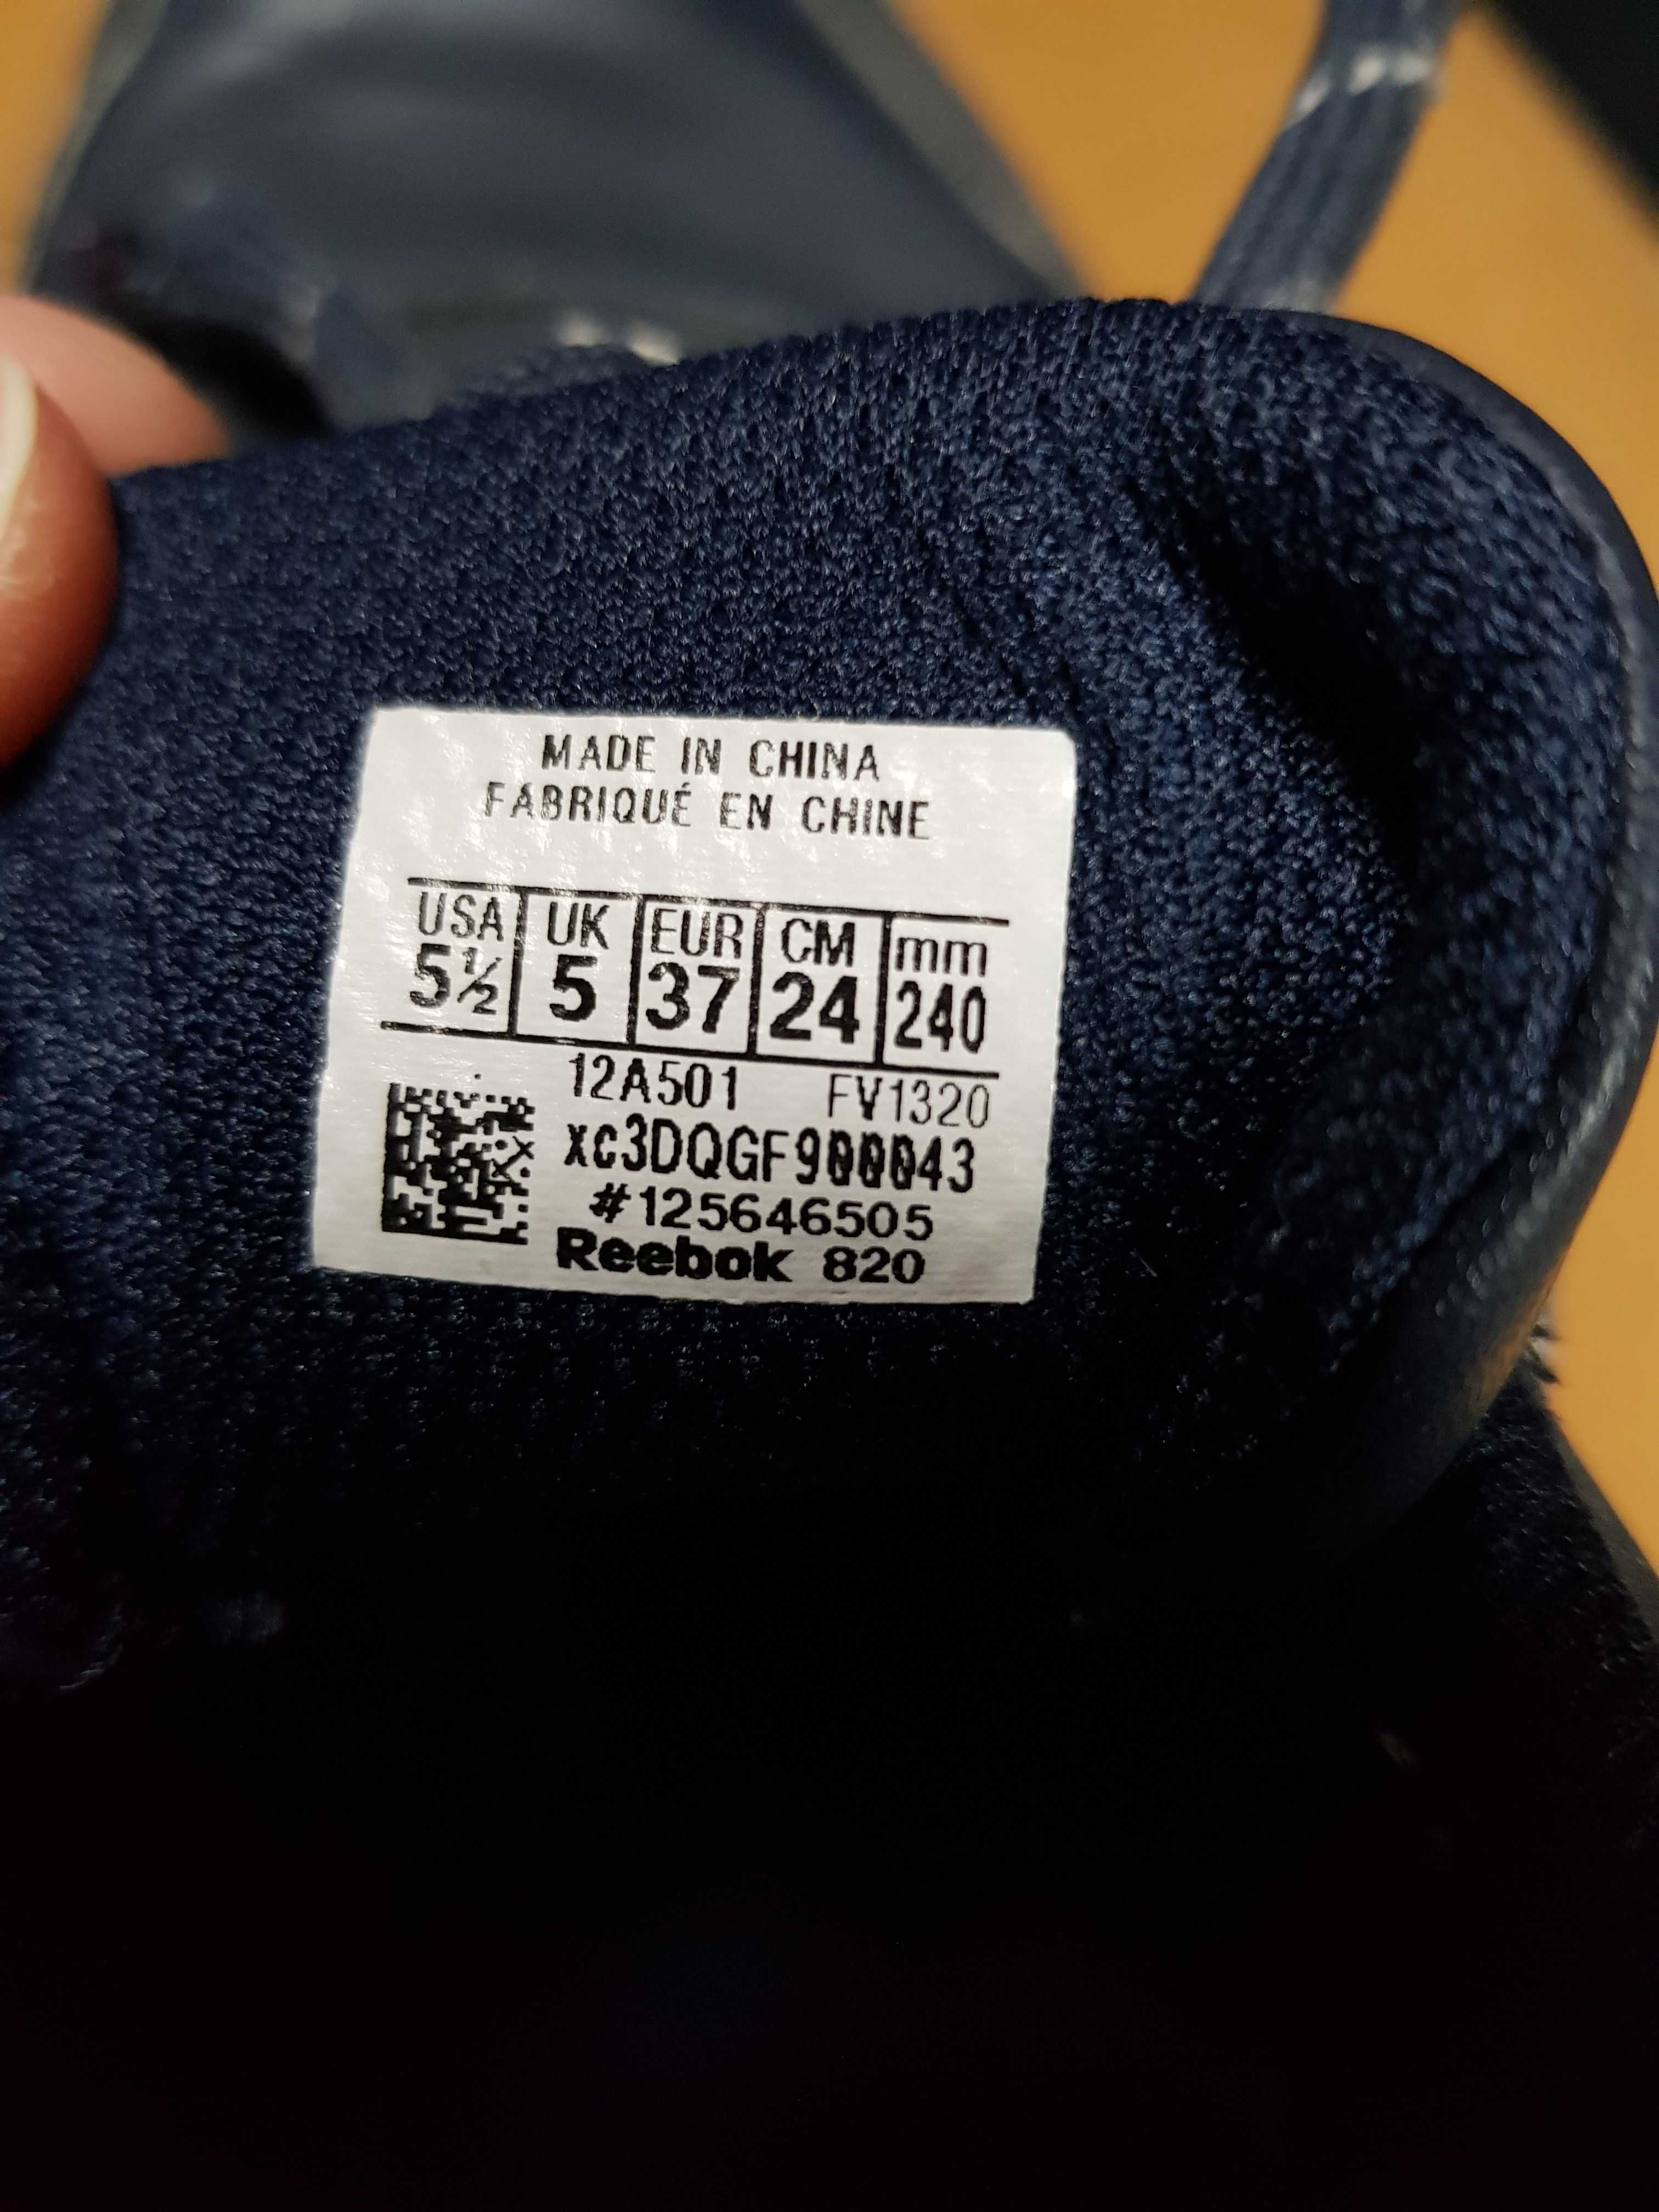 MADE IN CHINA
FABRIQUÉ EN CHINE
USA UK EUR CM mm
5½ 5 37 24 240
12A501 FV1320
xc3DQGF900043
#125646505
Reebok 820